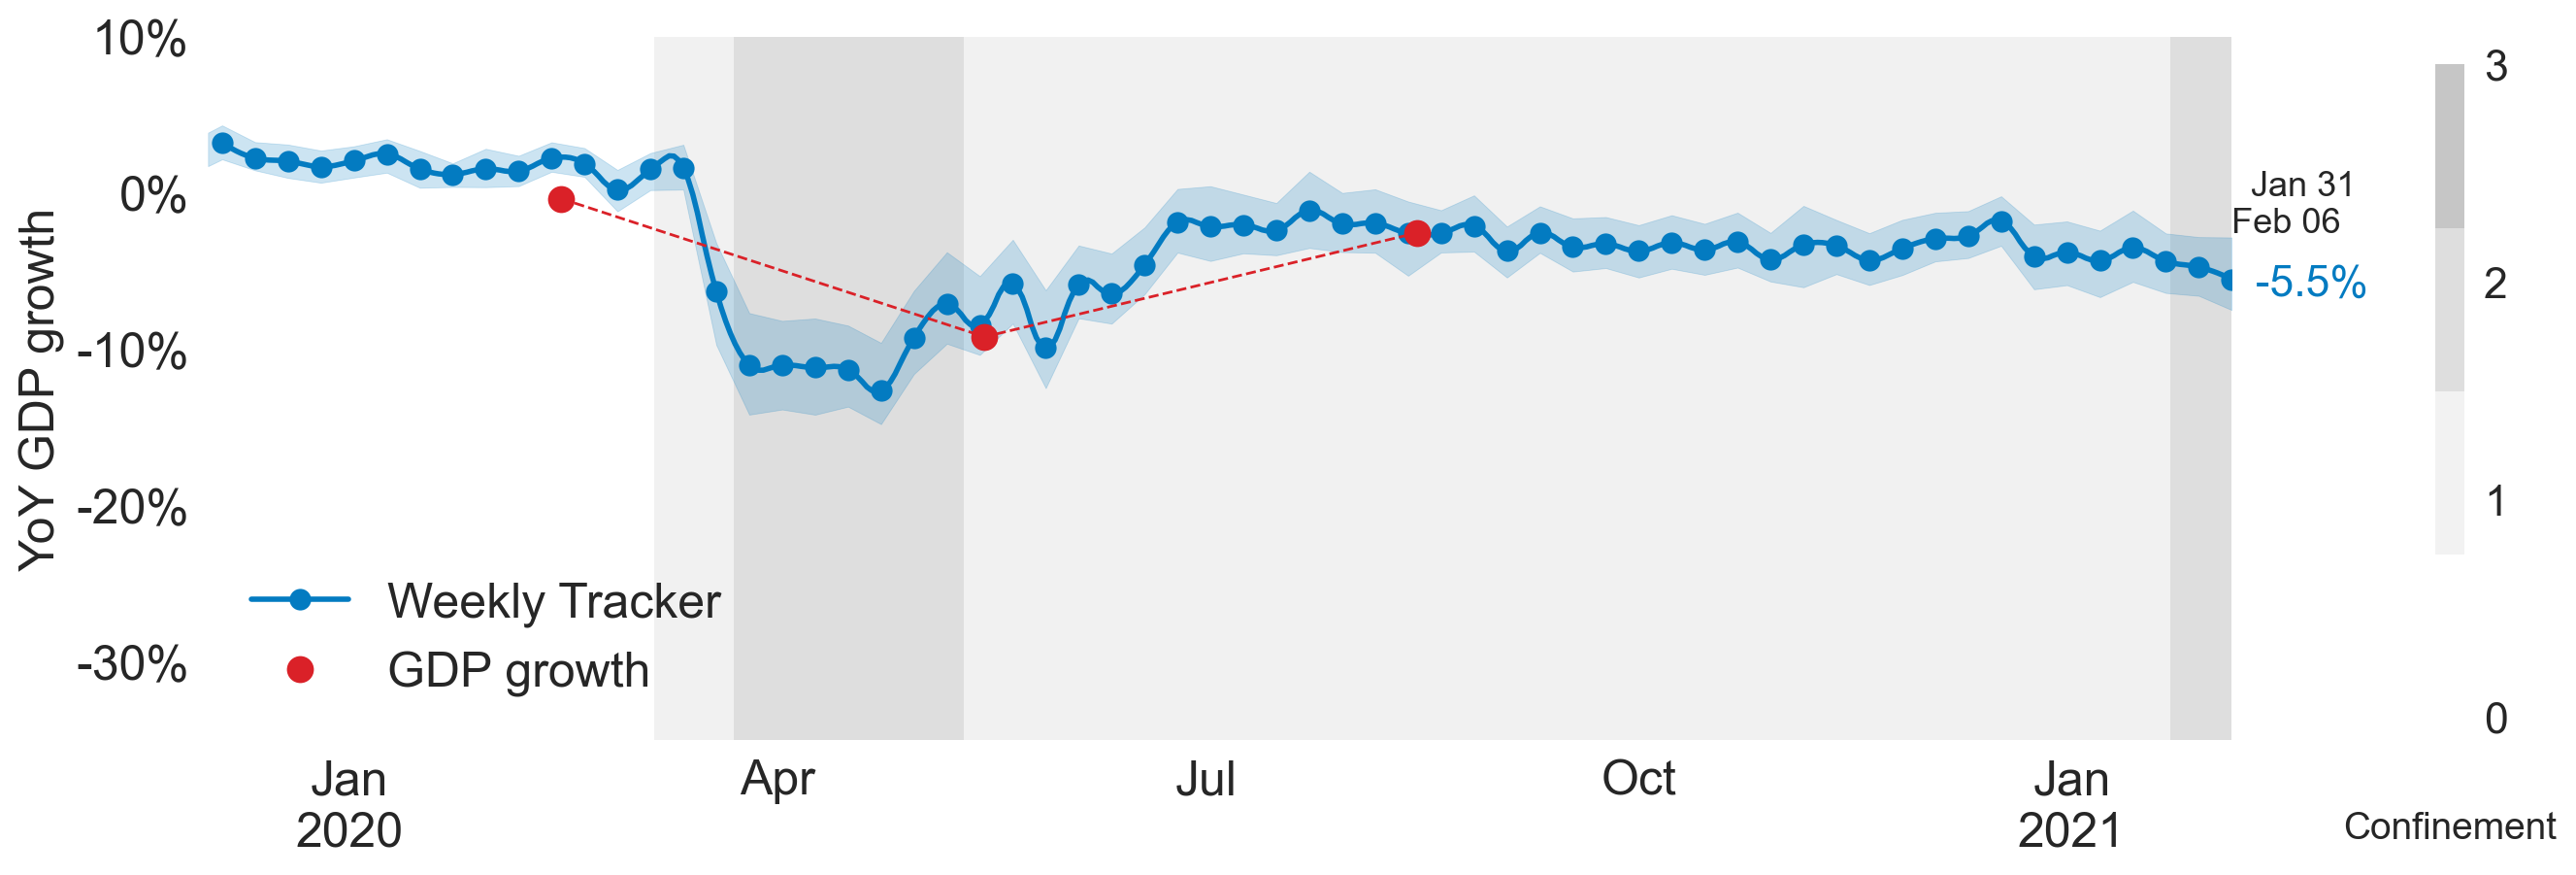 YoY GDP growth
10%
0%
-10%
-20%
-30%
Weekly Tracker
GDP growth
Jan
2020
Apr
Jul
Oct
Jan
2021
Jan 31
Feb 06
-5.5%
3
2
1
0
Confinement